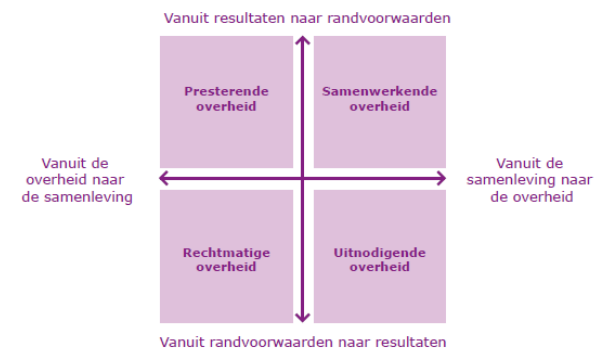 Vanuit resultaten naar randvoorwaarden
Presterende
overheid
Samenwerkende
overheid
Vanuit de
overheid naar
de samenleving
Vanuit de
samenleving naar
de overheid
Rechtmatige
overheid
Uitnodigende
overheid
Vanuit randvoorwaarden naar resultaten